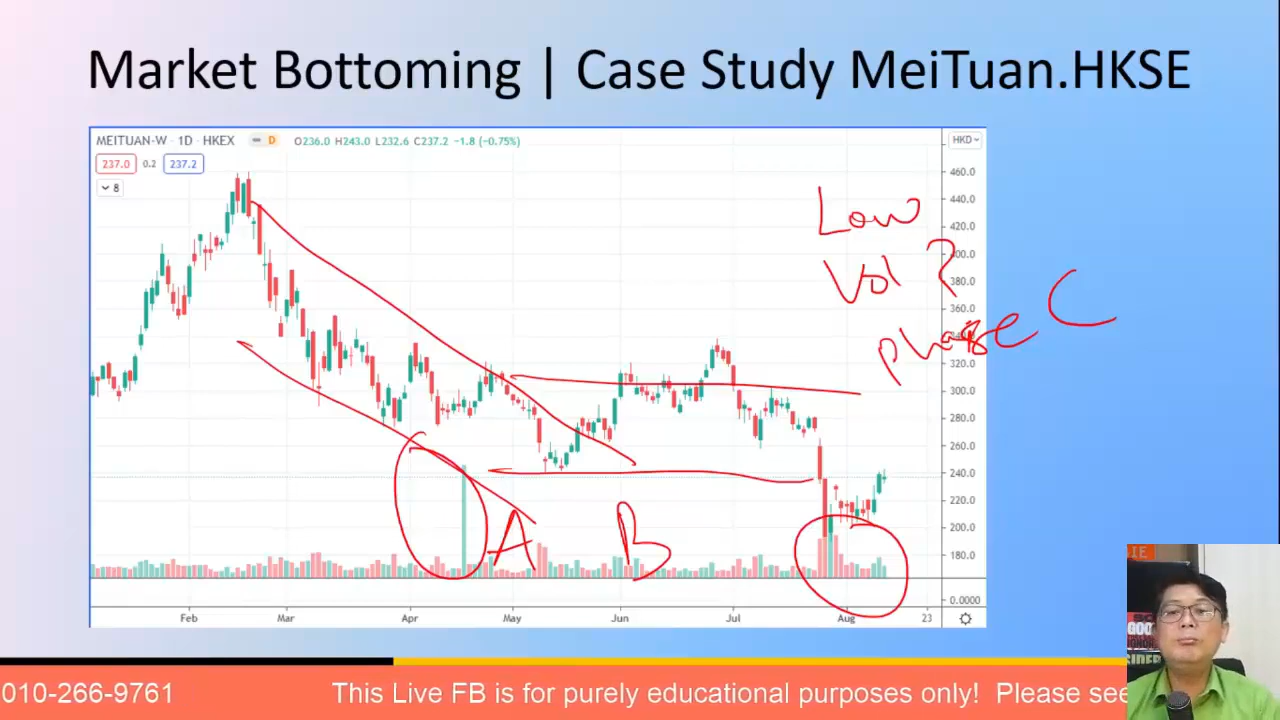 Market Bottoming | Case Study MeiTuan.HKSE
MEITUAN-W · 1D · HKEX D O236.0 H243.0 L232.6 C237.2 −1.8 (−0.75%)
HKD
237.0 0.2 237.2
8
460.0
440.0
420.0
400.0
380.0
360.0
340.0
320.0
300.0
280.0
260.0
240.0
220.0
200.0
180.0
0.0000
Low
Vol ?
phase C
A B
Feb Mar Apr May Jun Jul Aug 23
010-266-9761 This Live FB is for purely educational purposes only! Please see